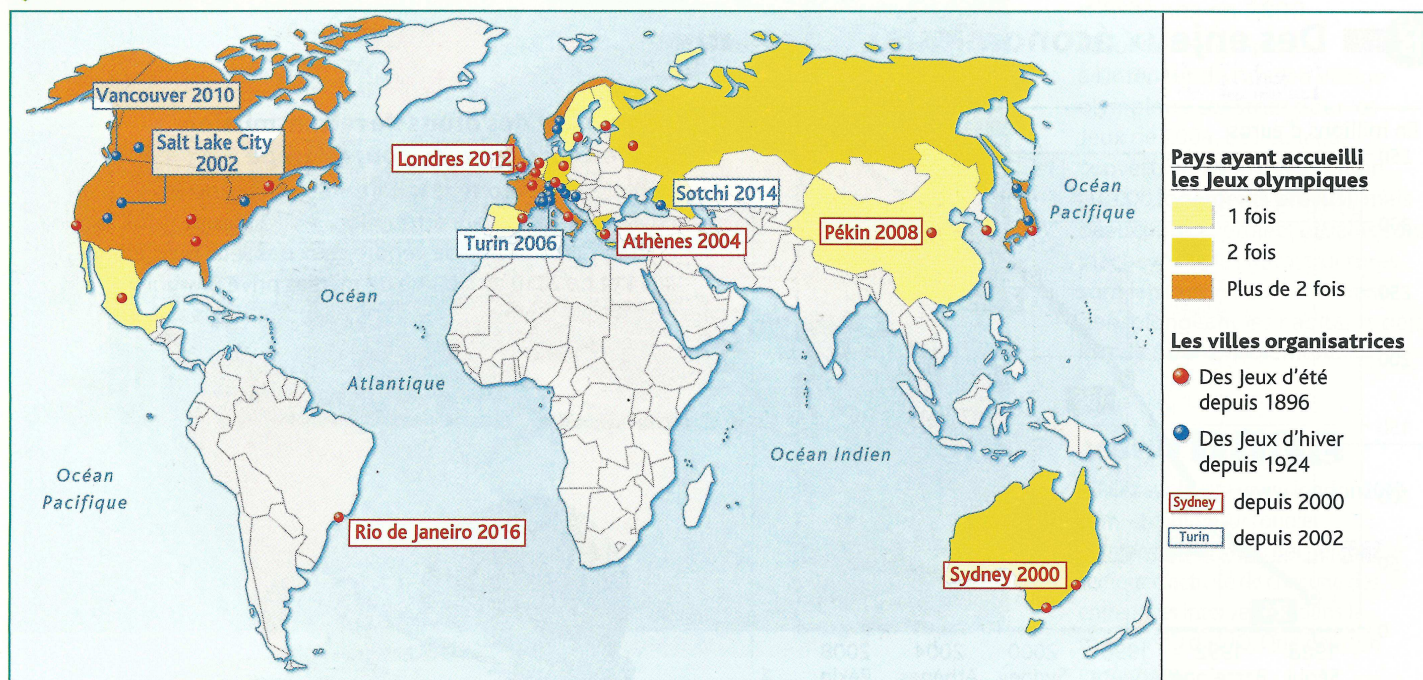 Vancouver 2010
Salt Lake City
2002
Londres 2012
Sotchi 2014
Turin 2006
Athènes 2004
Pékin 2008
Océan
Pacifique
Océan
Atlantique
Océan Indien
Océan
Pacifique
Rio de Janeiro 2016
Sydney 2000
Pays ayant accueilli
les Jeux olympiques
1 fois
2 fois
Plus de 2 fois
Les villes organisatrices
Des Jeux d'été
depuis 1896
Des Jeux d'hiver
depuis 1924
Sydney depuis 2000
Turin depuis 2002